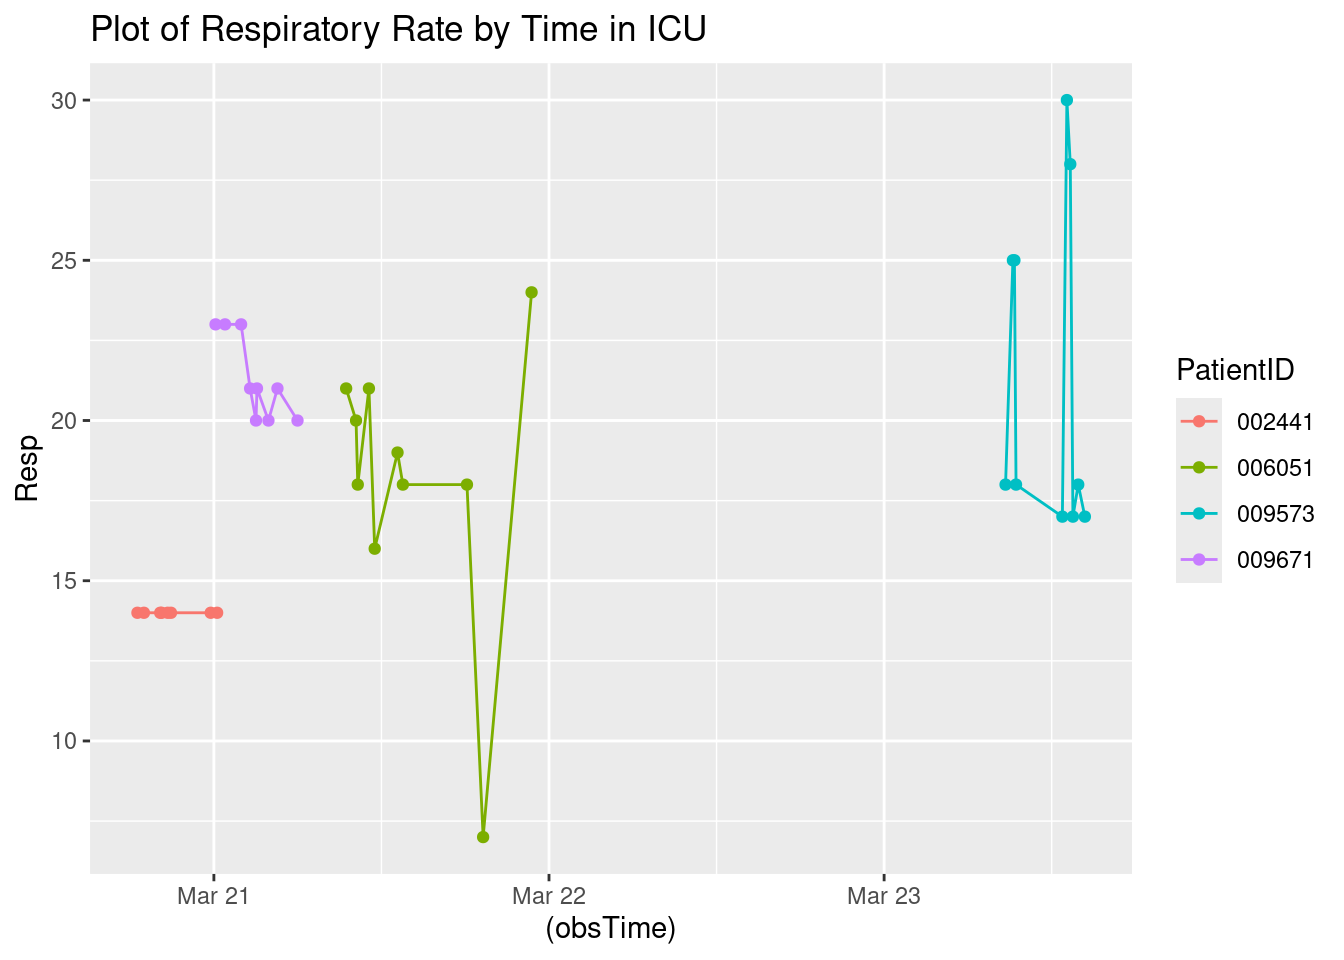 Plot of Respiratory Rate by Time in ICU
30
25
20
15
10
Resp
Mar 21
Mar 22
Mar 23
(obsTime)
PatientID
002441
006051
009573
009671